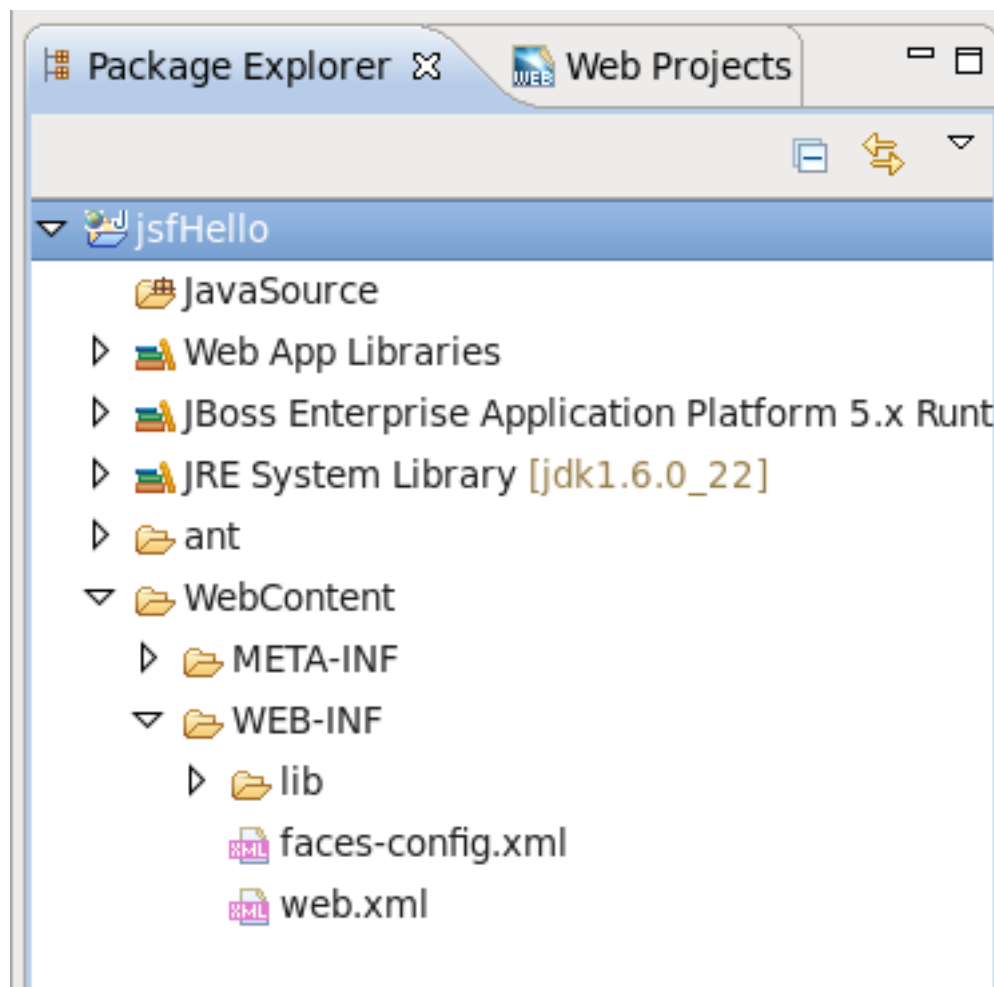 Package Explorer Web Projects
jsfHello
JavaSource
Web App Libraries
JBoss Enterprise Application Platform 5.x Runt
JRE System Library [jdk1.6.0_22]
ant
WebContent
META-INF
WEB-INF
lib
faces-config.xml
web.xml